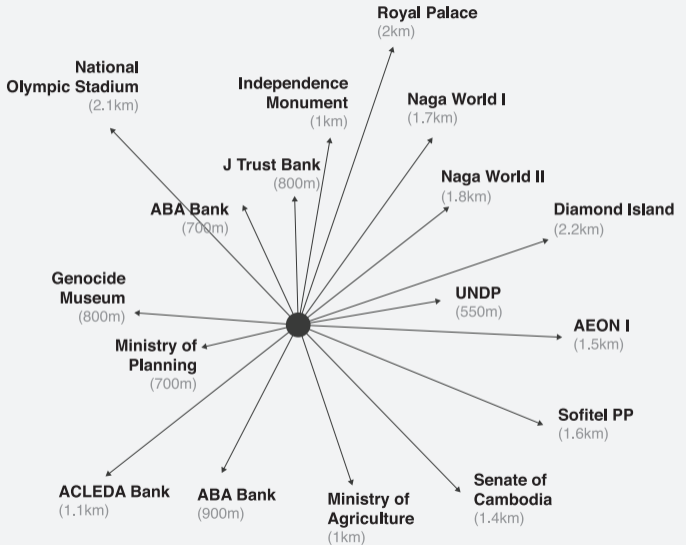 Royal Palace
(2km)
National
Olympic Stadium
(2.1km)
Independence
Monument
(1km)
Naga World I
(1.7km)
J Trust Bank
(800m)
Naga World II
(1.8km)
ABA Bank
(700m)
Diamond Island
(2.2km)
Genocide
Museum
(800m)
UNDP
(550m)
AEON I
(1.5km)
Ministry of
Planning
(700m)
Sofitel PP
(1.6km)
ACLEDA Bank
(1.1km)
ABA Bank
(900m)
Ministry of
Agriculture
(1km)
Senate of
Cambodia
(1.4km)